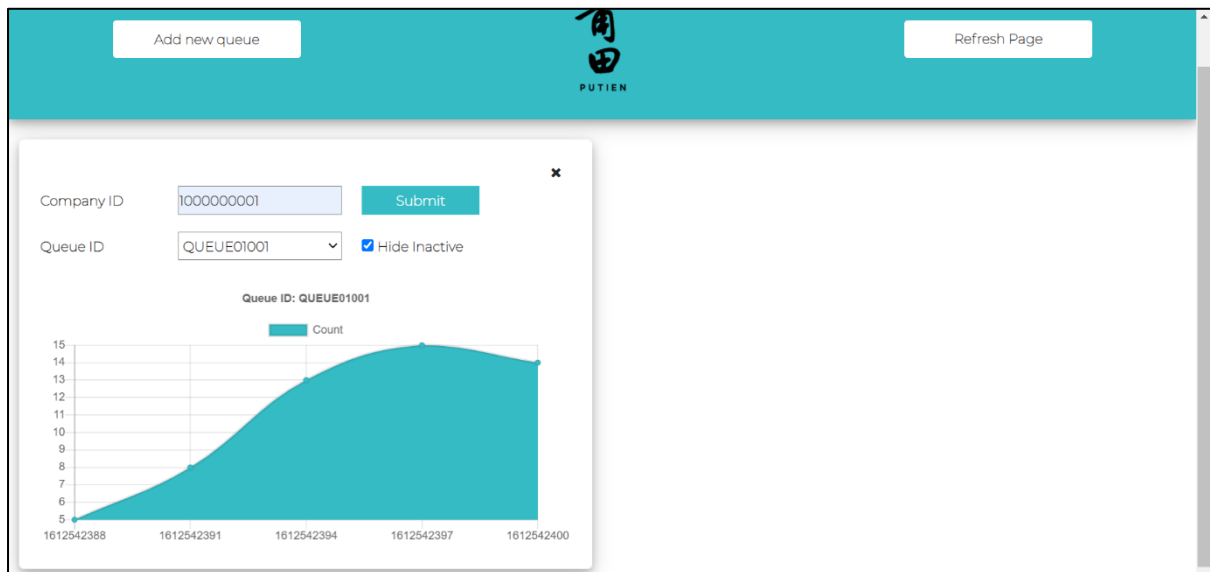 Add new queue
莆田
PUTIEN
Refresh Page
Company ID
1000000001
Submit
Queue ID
QUEUE01001
Hide Inactive
Queue ID: QUEUE01001
Count
15
14
13
12
11
10
9
8
7
6
5
1612542388 1612542391 1612542394 1612542397 1612542400